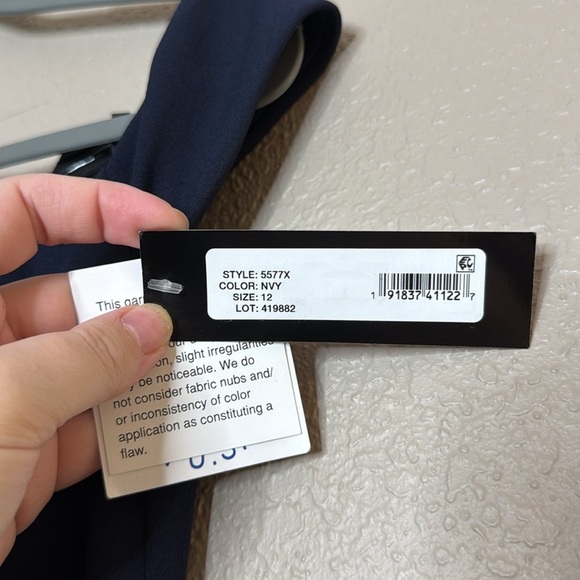 STYLE: 5577X
COLOR: NVY
SIZE: 12
LOT: 419882
1 91837 41122 7
This gar
slight irregularities
be noticeable. We do
not consider fabric nubs and/
or inconsistency of color
application as constituting a
flaw.